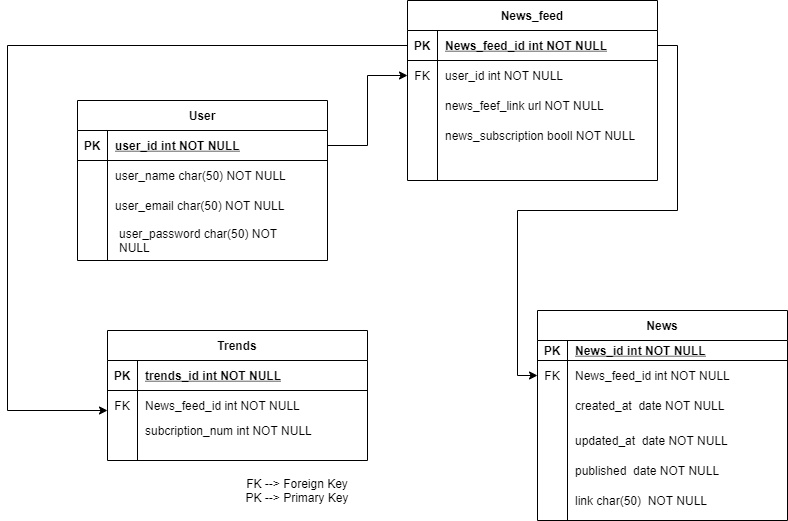 News_feed
PK News_feed_id int NOT NULL
FK user_id int NOT NULL
news_feef_link url NOT NULL
news_subscription booll NOT NULL
User
PK user_id int NOT NULL
user_name char(50) NOT NULL
user_email char(50) NOT NULL
user_password char(50) NOT
NULL
Trends
PK trends_id int NOT NULL
FK News_feed_id int NOT NULL
subcription_num int NOT NULL
News
PK News_id int NOT NULL
FK News_feed_id int NOT NULL
created_at date NOT NULL
updated_at date NOT NULL
published date NOT NULL
link char(50) NOT NULL
FK --> Foreign Key
PK --> Primary Key